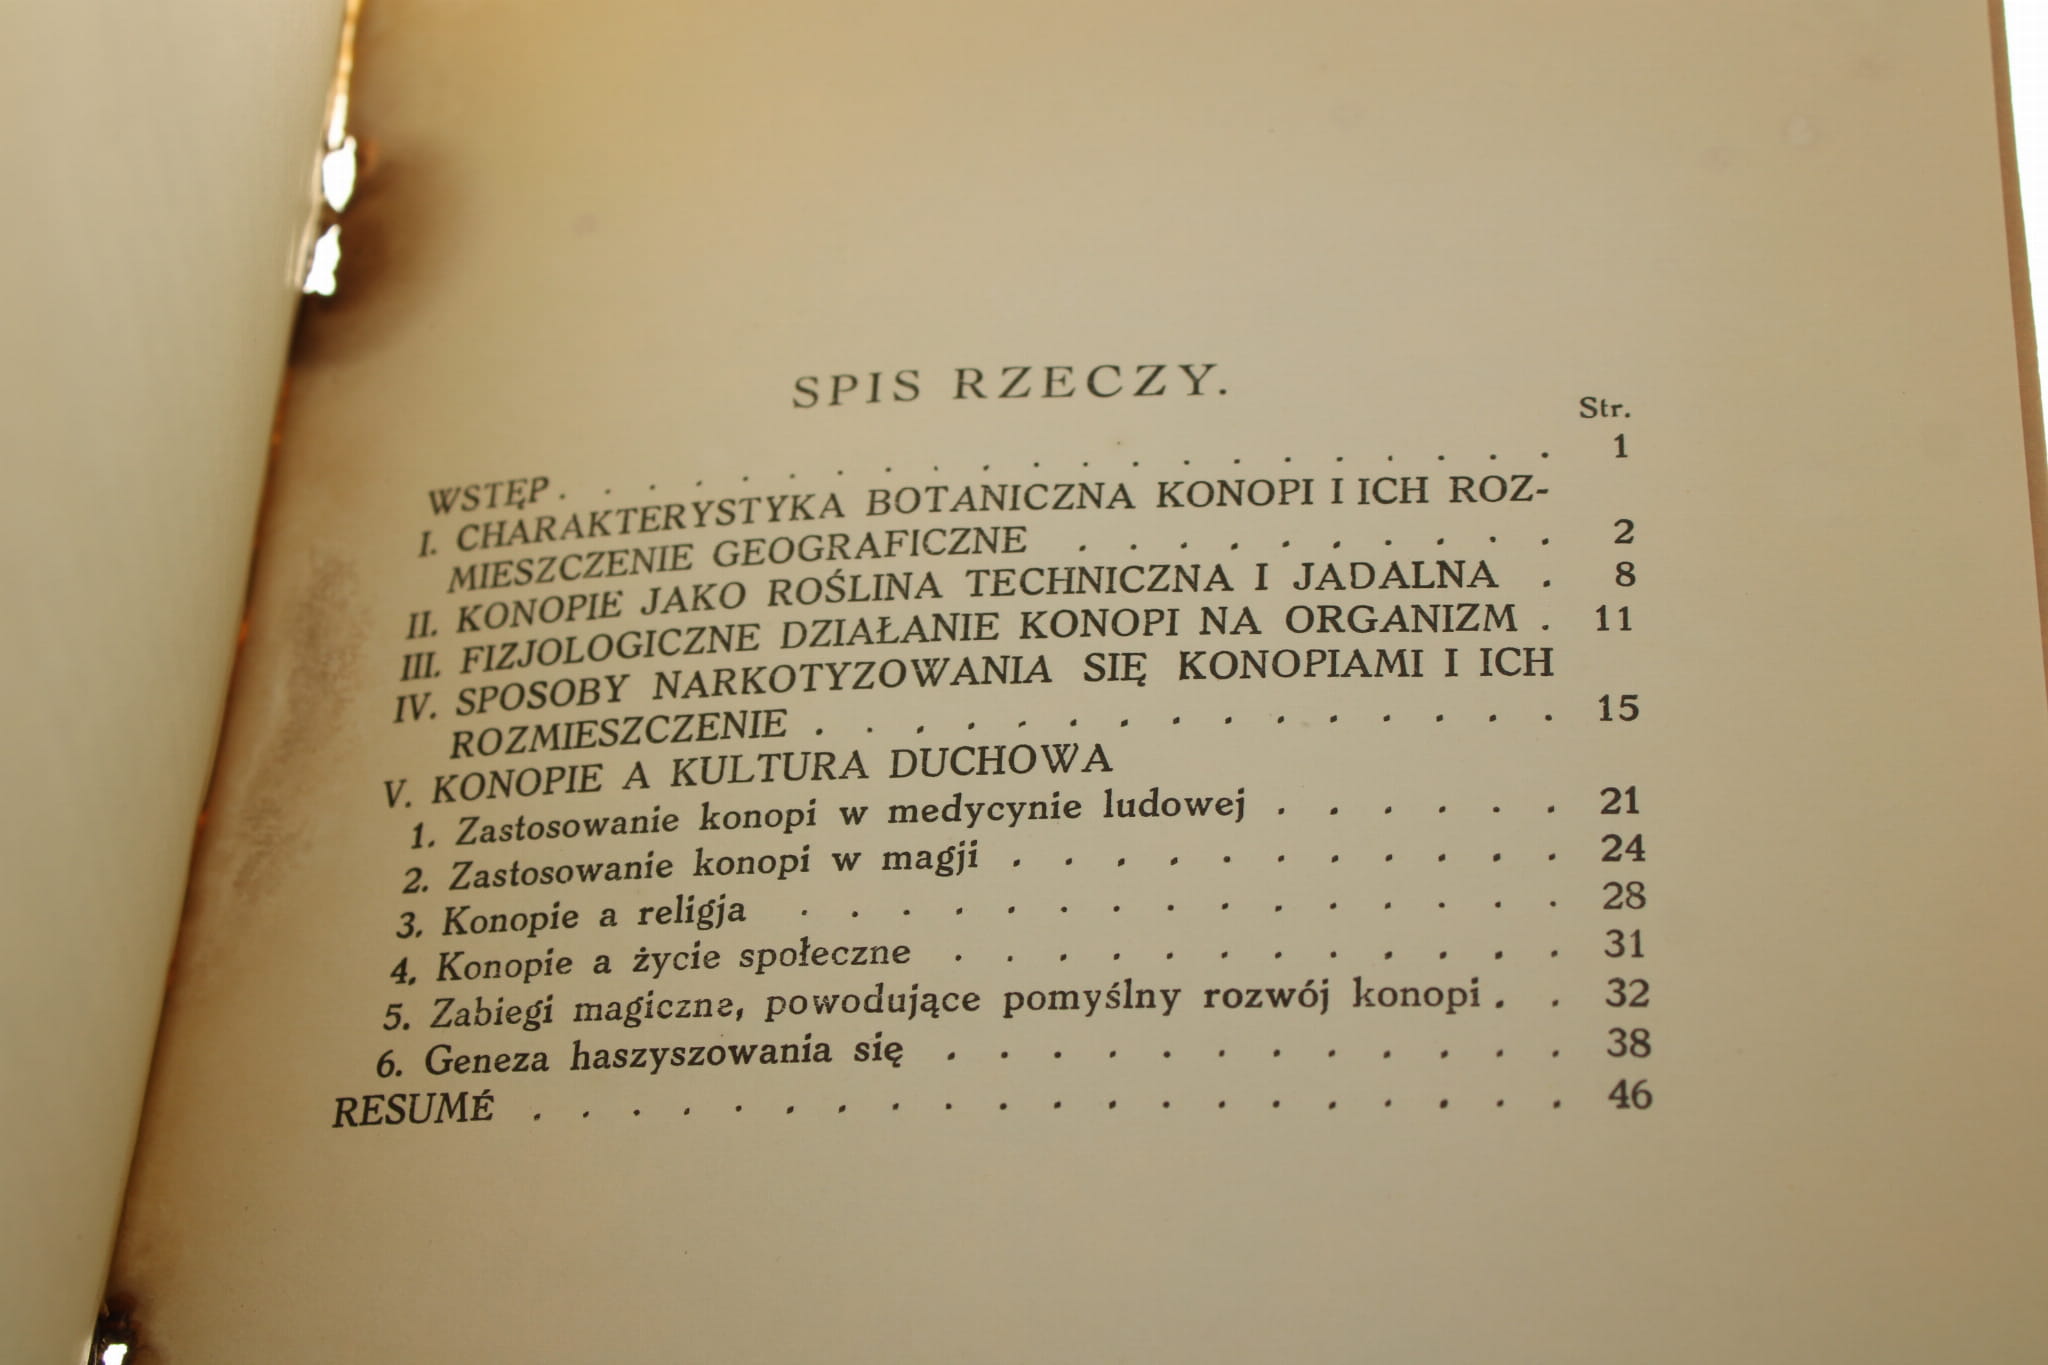 SPIS RZECZY.
Str.
WSTĘP . . . . . . . . . . . . . . . . . . . . 1
I. CHARAKTERYSTYKA BOTANICZNA KONOPI I ICH ROZ-
MIESZCZENIE GEOGRAFICZNE . . . . . . . . . . 2
II. KONOPIE JAKO ROŚLINA TECHNICZNA I JADALNA . 8
III. FIZJOLOGICZNE DZIAŁANIE KONOPI NA ORGANIZM . 11
IV. SPOSOBY NARKOTYZOWANIA SIĘ KONOPIAMI I ICH
ROZMIESZCZENIE . . . . . . . . . . . . . . . 15
V. KONOPIE A KULTURA DUCHOWA
1. Zastosowanie konopi w medycynie ludowej . . . . . . 21
2. Zastosowanie konopi w magji . . . . . . . . . . . 24
3. Konopie a religja . . . . . . . . . . . . . . . 28
4. Konopie a życie społeczne . . . . . . . . . . . . 31
5. Zabiegi magiczne, powodujące pomyślny rozwój konopi . . 32
6. Geneza haszyszowania się . . . . . . . . . . . . 38
RESUMÉ . . . . . . . . . . . . . . . . . . . . 46